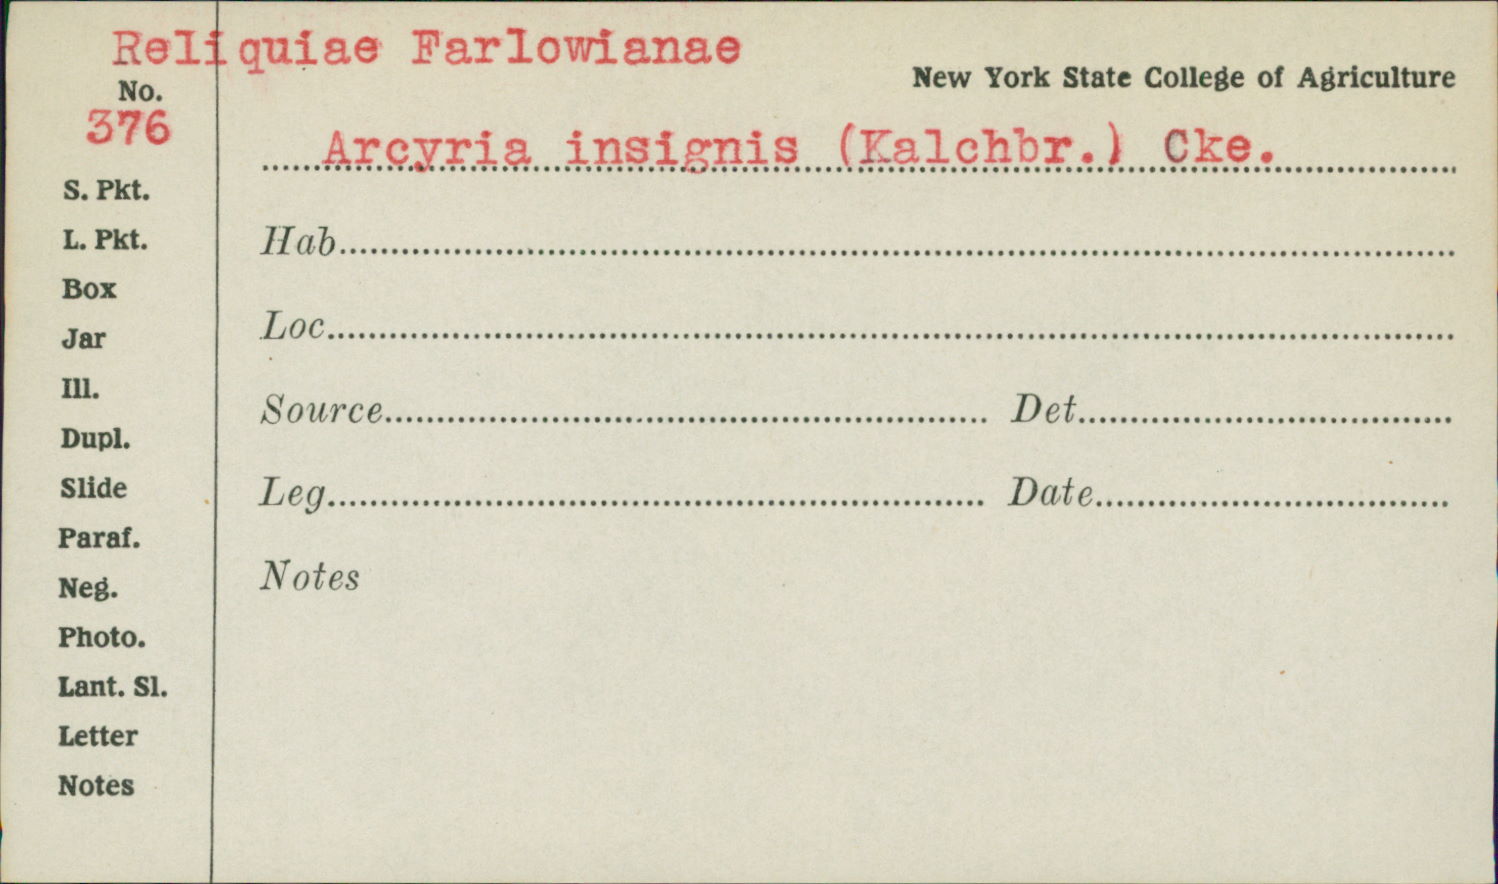 Reliquiae Farlowianae
New York State College of Agriculture
No.
376
Arcyria insignis (Kalchbr.) Cke.
S. Pkt.
L. Pkt.
Box
Jar
Ill.
Dupl.
Slide
Paraf.
Neg.
Photo.
Lant. Sl.
Letter
Notes
Hab
Loc
Source Det
Leg Date
Notes